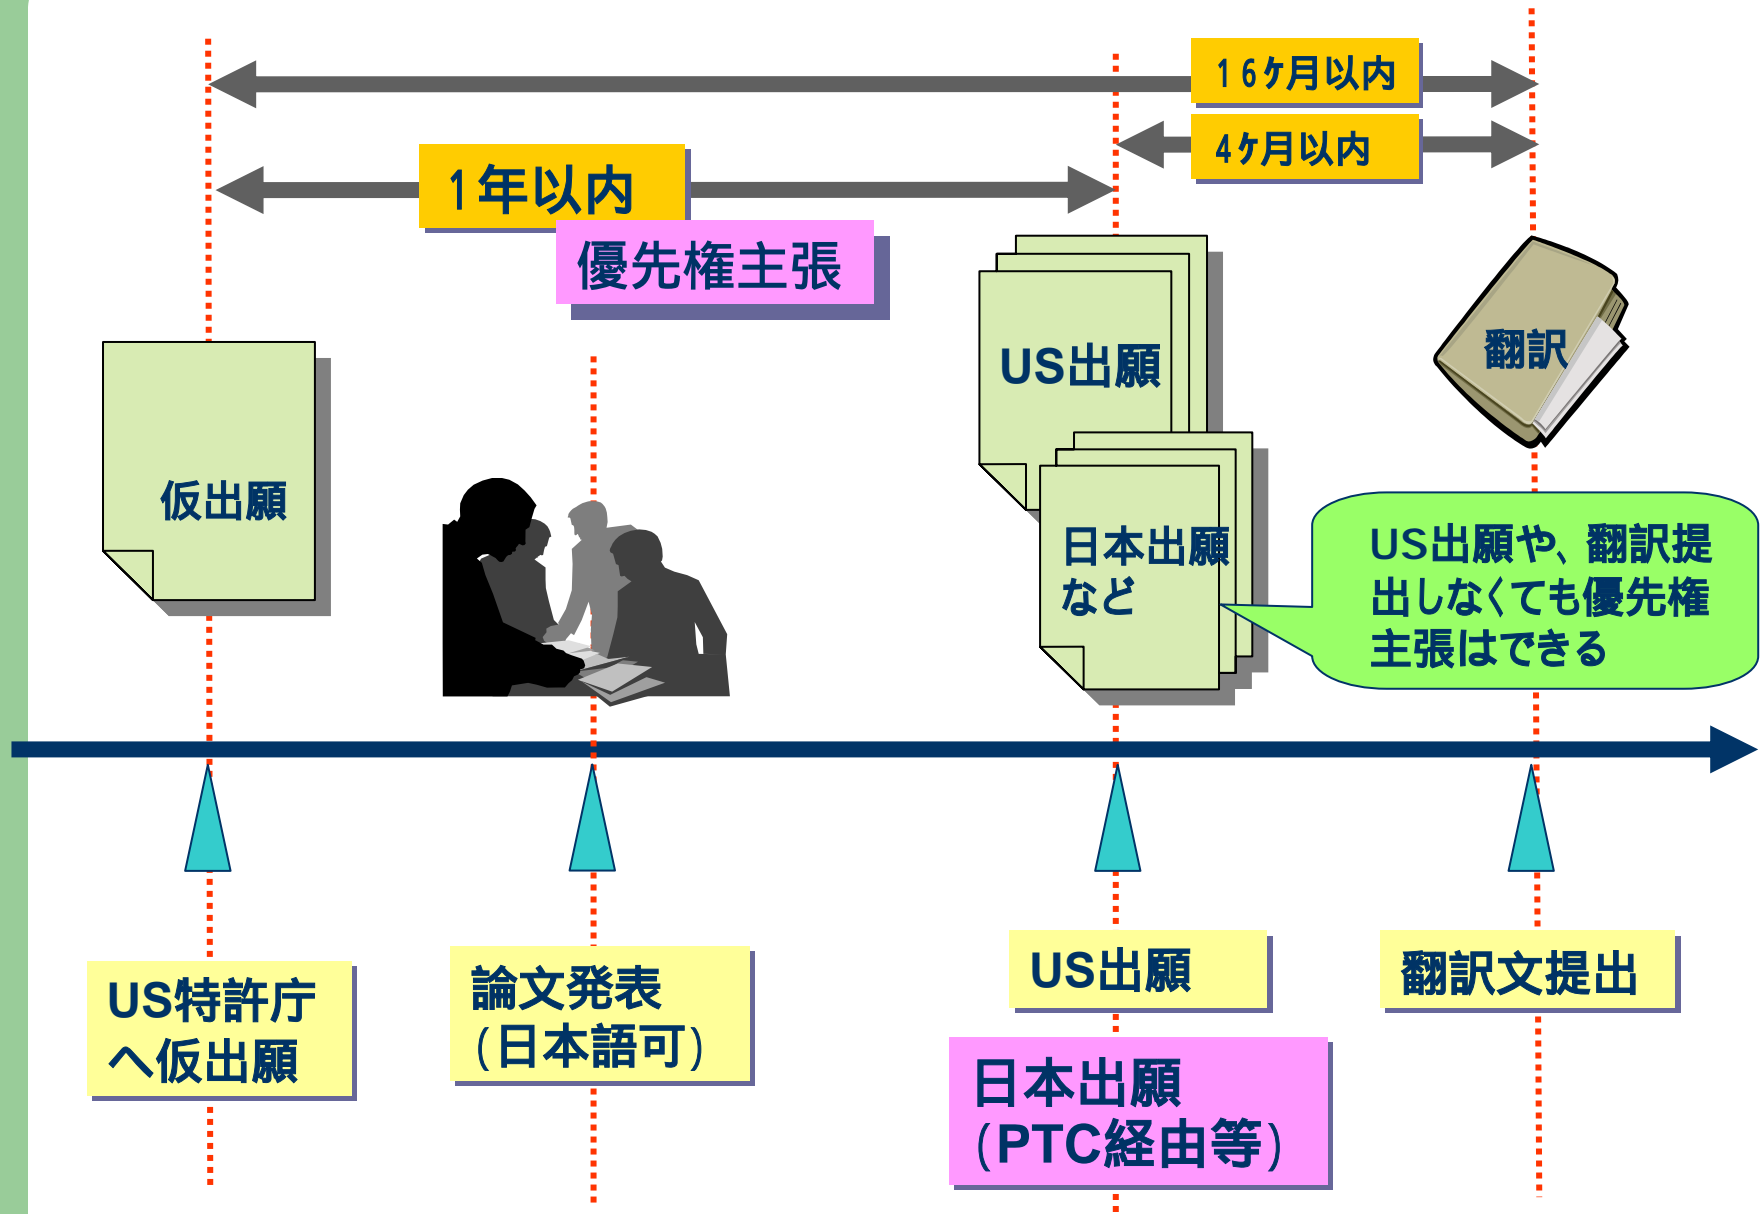 １６ヶ月以内
４ヶ月以内
１年以内
優先権主張
US出願
翻訳
仮出願
日本出願
など
US出願や、翻訳提
出しなくても優先権
主張はできる
US特許庁
へ仮出願
論文発表
（日本語可）
US出願
日本出願
（PTC経由等）
翻訳文提出